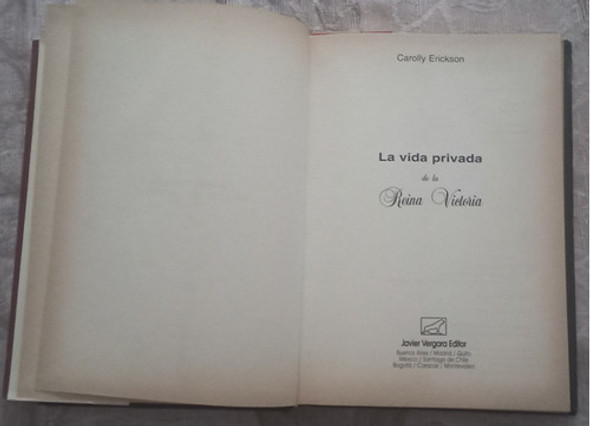 Carolly Erickson
La vida privada
de la
Reina Victoria
Javier Vergara Editor
Buenos Aires / Madrid / Quito
México / Santiago de Chile
Bogotá / Caracas / Montevideo